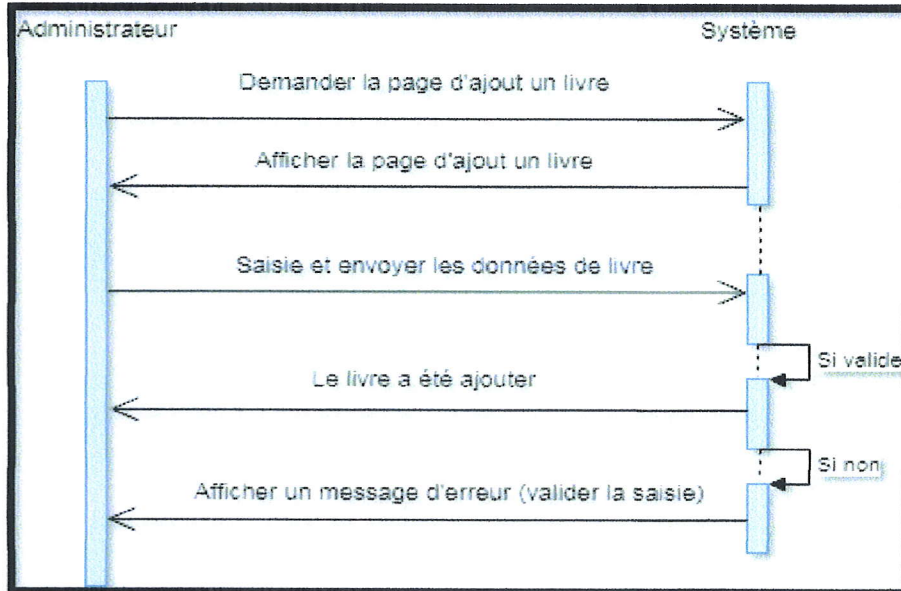 Administrateur
Système
Demander la page d'ajout un livre
Afficher la page d'ajout un livre
Saisie et envoyer les données de livre
Si valide
Le livre a été ajouter
Si non
Afficher un message d'erreur (valider la saisie)